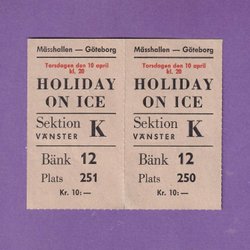 Mässhallen — Göteborg
Torsdagen den 10 april
kl. 20
HOLIDAY
ON ICE
Sektion K
VÄNSTER
Bänk 12
Plats 251
Kr. 10:—
Mässhallen — Göteborg
Torsdagen den 10 april
kl. 20
HOLIDAY
ON ICE
Sektion K
VÄNSTER
Bänk 12
Plats 250
Kr. 10:—